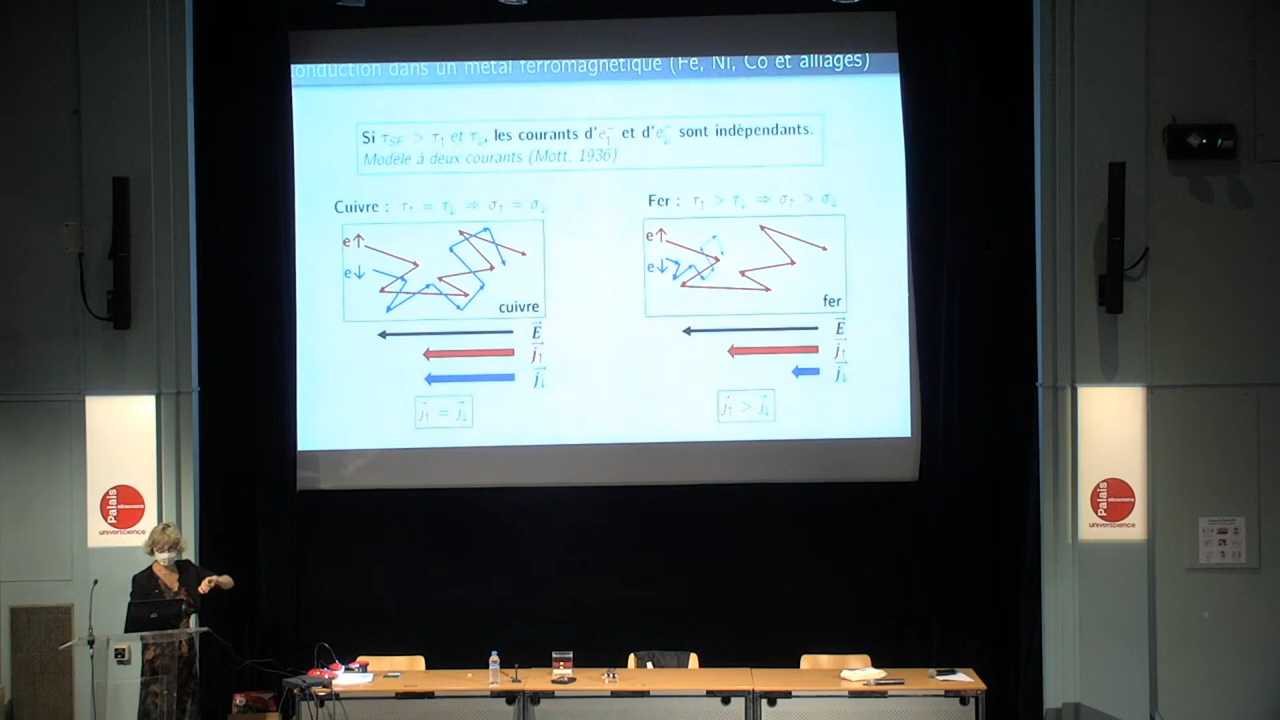 onduction dans un métal ferromagnétique (Fe, Ni, Co et alliages)
Si τSF > τ↑ et τ↓, les courants d'e↑⁻ et d'e↓⁻ sont indépendants.
Modèle à deux courants (Mott, 1936)
Cuivre : τ↑ = τ↓ ⇒ σ↑ = σ↓
e↑
e↓
cuivre
E⃗
j⃗↑
j⃗↓
j⃗↑ = j⃗↓
Fer : τ↑ > τ↓ ⇒ σ↑ > σ↓
e↑
e↓
fer
E⃗
j⃗↑
j⃗↓
j⃗↑ > j⃗↓
Palais
découverte
universcience
Palais
découverte
universcience